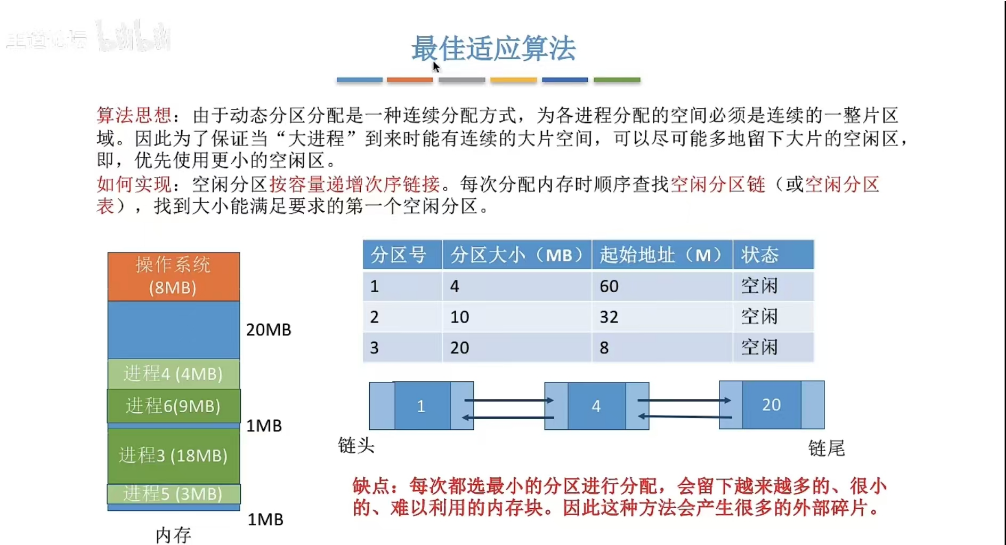 最佳适应算法
算法思想：由于动态分区分配是一种连续分配方式，为各进程分配的空间必须是连续的一整片区
域。因此为了保证当“大进程”到来时能有连续的大片空间，可以尽可能多地留下大片的空闲区，
即，优先使用更小的空闲区。
如何实现：空闲分区按容量递增次序链接。每次分配内存时顺序查找空闲分区链（或空闲分区
表），找到大小能满足要求的第一个空闲分区。
操作系统
(8MB)
20MB
进程4 (4MB)
进程6(9MB)
1MB
进程3 (18MB)
进程5 (3MB)
1MB
内存
分区号 分区大小（MB） 起始地址（M） 状态
1 4 60 空闲
2 10 32 空闲
3 20 8 空闲
1 4 20
链头 链尾
缺点：每次都选最小的分区进行分配，会留下越来越多的、很小
的、难以利用的内存块。因此这种方法会产生很多的外部碎片。